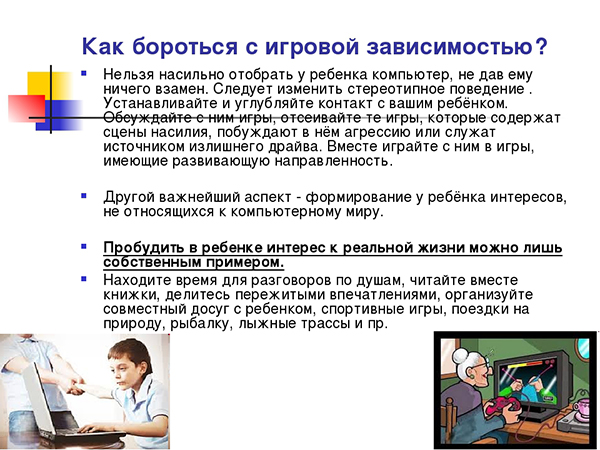 Как бороться с игровой зависимостью?
Нельзя насильно отобрать у ребенка компьютер, не дав ему
ничего взамен. Следует изменить стереотипное поведение .
Устанавливайте и углубляйте контакт с вашим ребёнком.
Обсуждайте с ним игры, отсеивайте те игры, которые содержат
сцены насилия, побуждают в нём агрессию или служат
источником излишнего драйва. Вместе играйте с ним в игры,
имеющие развивающую направленность.
Другой важнейший аспект - формирование у ребёнка интересов,
не относящихся к компьютерному миру.
Пробудить в ребенке интерес к реальной жизни можно лишь
собственным примером.
Находите время для разговоров по душам, читайте вместе
книжки, делитесь пережитыми впечатлениями, организуйте
совместный досуг с ребенком, спортивные игры, поездки на
природу, рыбалку, лыжные трассы и пр.